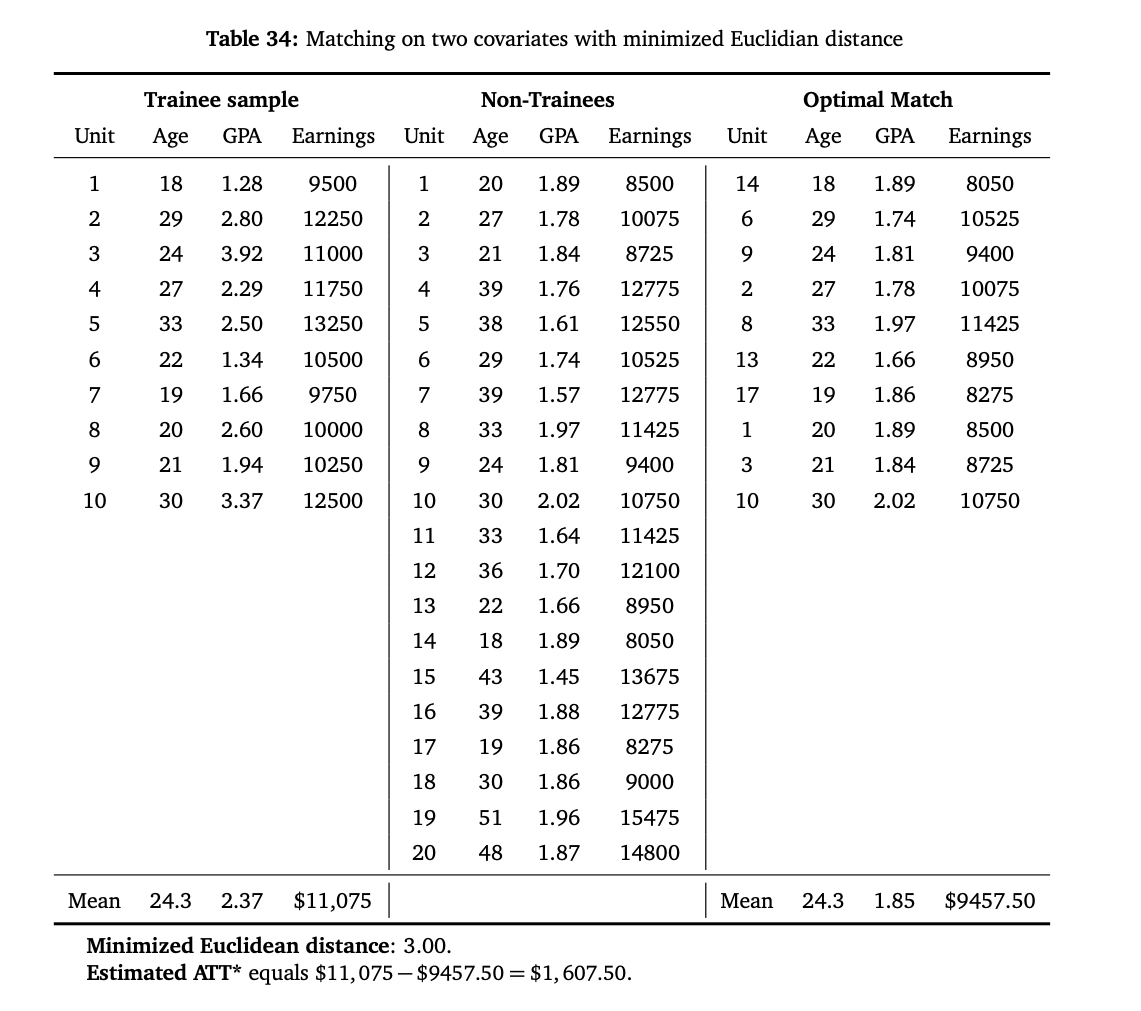 Table 34: Matching on two covariates with minimized Euclidian distance
Trainee sample Non-Trainees Optimal Match
Unit Age GPA Earnings Unit Age GPA Earnings Unit Age GPA Earnings
1 18 1.28 9500 1 20 1.89 8500 14 18 1.89 8050
2 29 2.80 12250 2 27 1.78 10075 6 29 1.74 10525
3 24 3.92 11000 3 21 1.84 8725 9 24 1.81 9400
4 27 2.29 11750 4 39 1.76 12775 2 27 1.78 10075
5 33 2.50 13250 5 38 1.61 12550 8 33 1.97 11425
6 22 1.34 10500 6 29 1.74 10525 13 22 1.66 8950
7 19 1.66 9750 7 39 1.57 12775 17 19 1.86 8275
8 20 2.60 10000 8 33 1.97 11425 1 20 1.89 8500
9 21 1.94 10250 9 24 1.81 9400 3 21 1.84 8725
10 30 3.37 12500 10 30 2.02 10750 10 30 2.02 10750
11 33 1.64 11425
12 36 1.70 12100
13 22 1.66 8950
14 18 1.89 8050
15 43 1.45 13675
16 39 1.88 12775
17 19 1.86 8275
18 30 1.86 9000
19 51 1.96 15475
20 48 1.87 14800
Mean 24.3 2.37 $11,075 Mean 24.3 1.85 $9457.50
Minimized Euclidean distance: 3.00.
Estimated ATT* equals $11,075 − $9457.50 = $1,607.50.